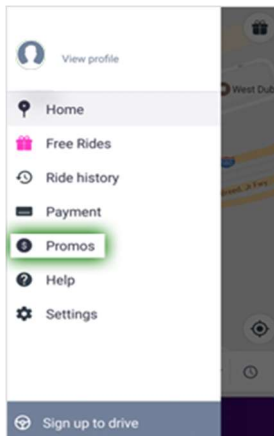 View profile
West Dub
Home
Free Rides
Ride history
Payment
Promos
Help
Settings
Sign up to drive